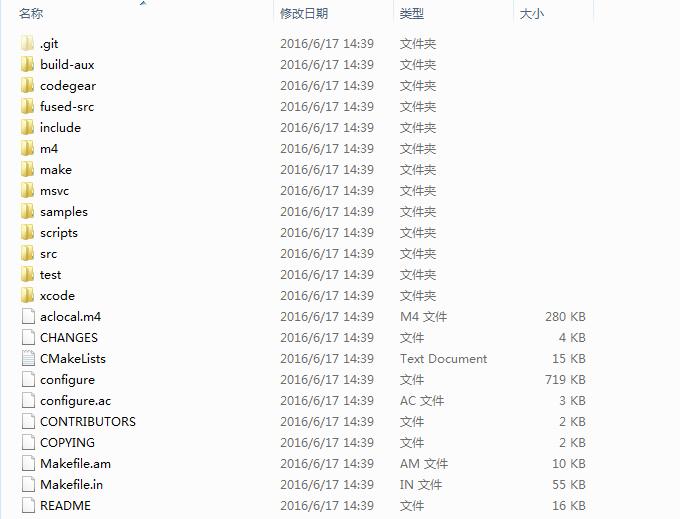 名称 修改日期 类型 大小
.git 2016/6/17 14:39 文件夹
build-aux 2016/6/17 14:39 文件夹
codegear 2016/6/17 14:39 文件夹
fused-src 2016/6/17 14:39 文件夹
include 2016/6/17 14:39 文件夹
m4 2016/6/17 14:39 文件夹
make 2016/6/17 14:39 文件夹
msvc 2016/6/17 14:39 文件夹
samples 2016/6/17 14:39 文件夹
scripts 2016/6/17 14:39 文件夹
src 2016/6/17 14:39 文件夹
test 2016/6/17 14:39 文件夹
xcode 2016/6/17 14:39 文件夹
aclocal.m4 2016/6/17 14:39 M4 文件 280 KB
CHANGES 2016/6/17 14:39 文件 4 KB
CMakeLists 2016/6/17 14:39 Text Document 15 KB
configure 2016/6/17 14:39 文件 719 KB
configure.ac 2016/6/17 14:39 AC 文件 3 KB
CONTRIBUTORS 2016/6/17 14:39 文件 2 KB
COPYING 2016/6/17 14:39 文件 2 KB
Makefile.am 2016/6/17 14:39 AM 文件 10 KB
Makefile.in 2016/6/17 14:39 IN 文件 55 KB
README 2016/6/17 14:39 文件 16 KB